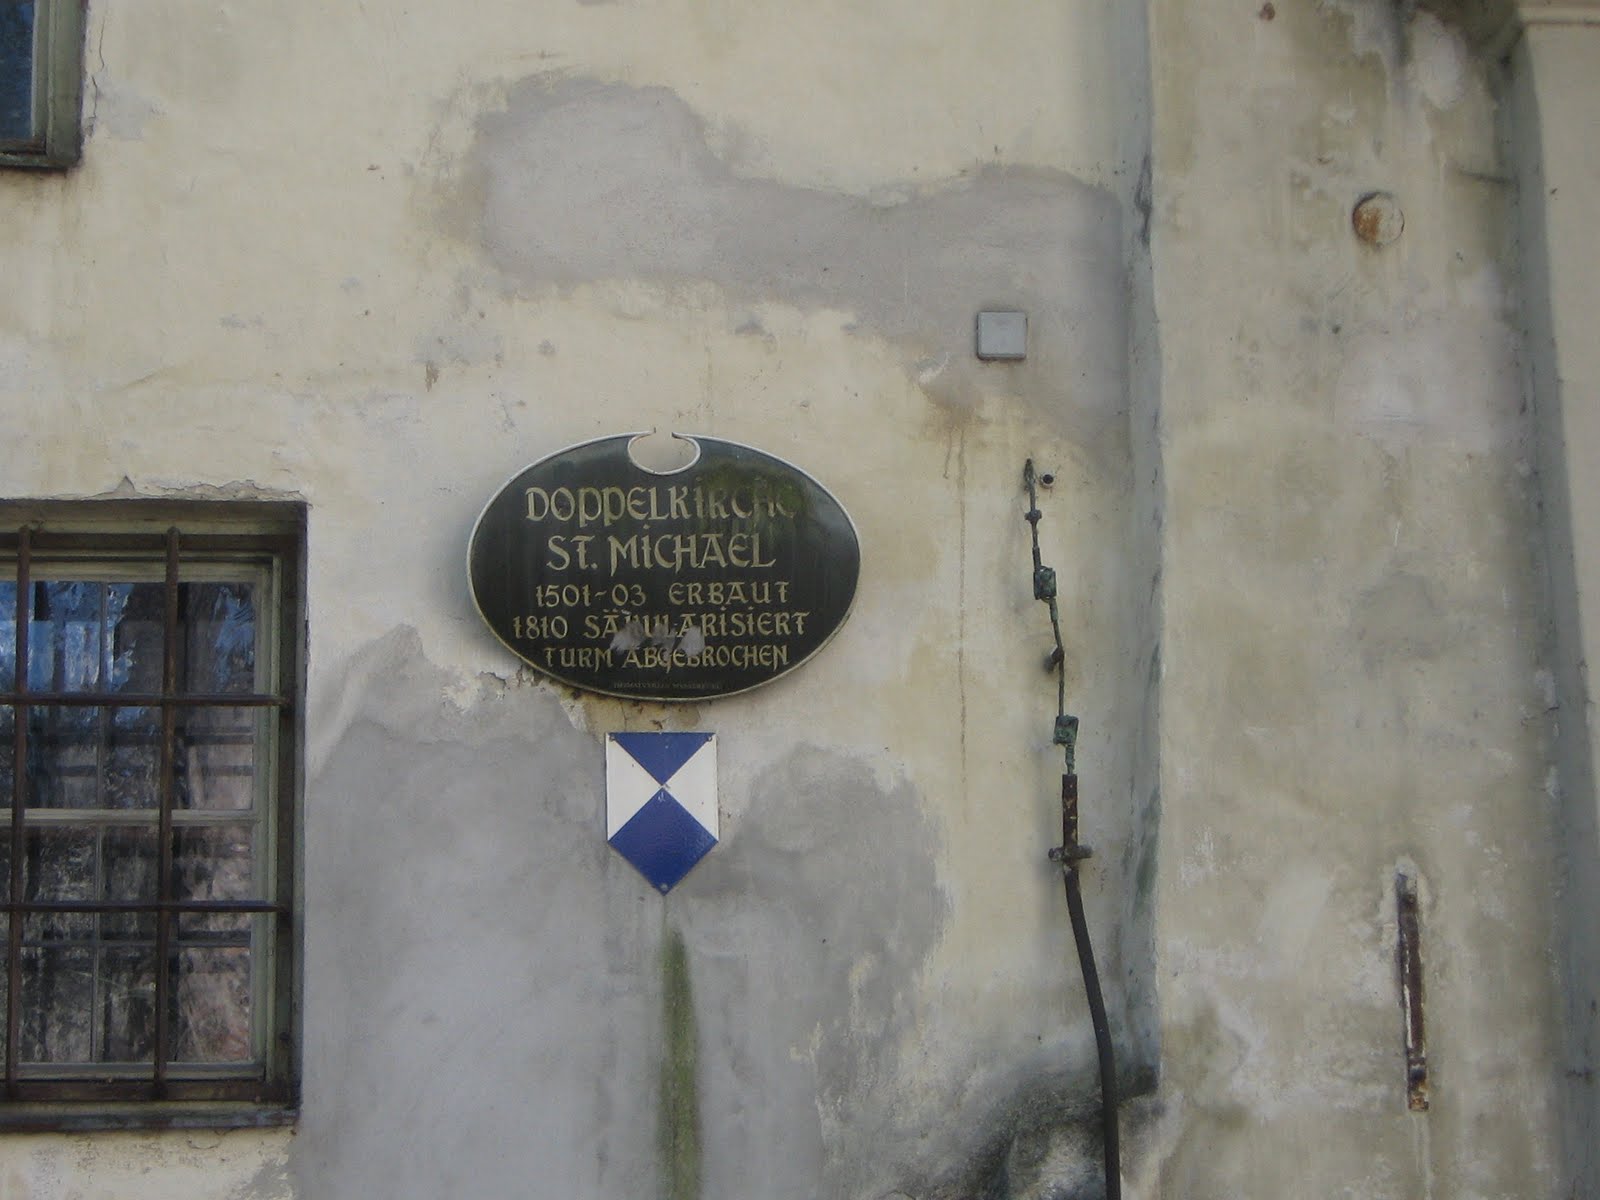 DOPPELKIRCHE
ST. MICHAEL
1501-03 ERBAUT
1810 SÄKULARISIERT
TURM ABGEBROCHEN